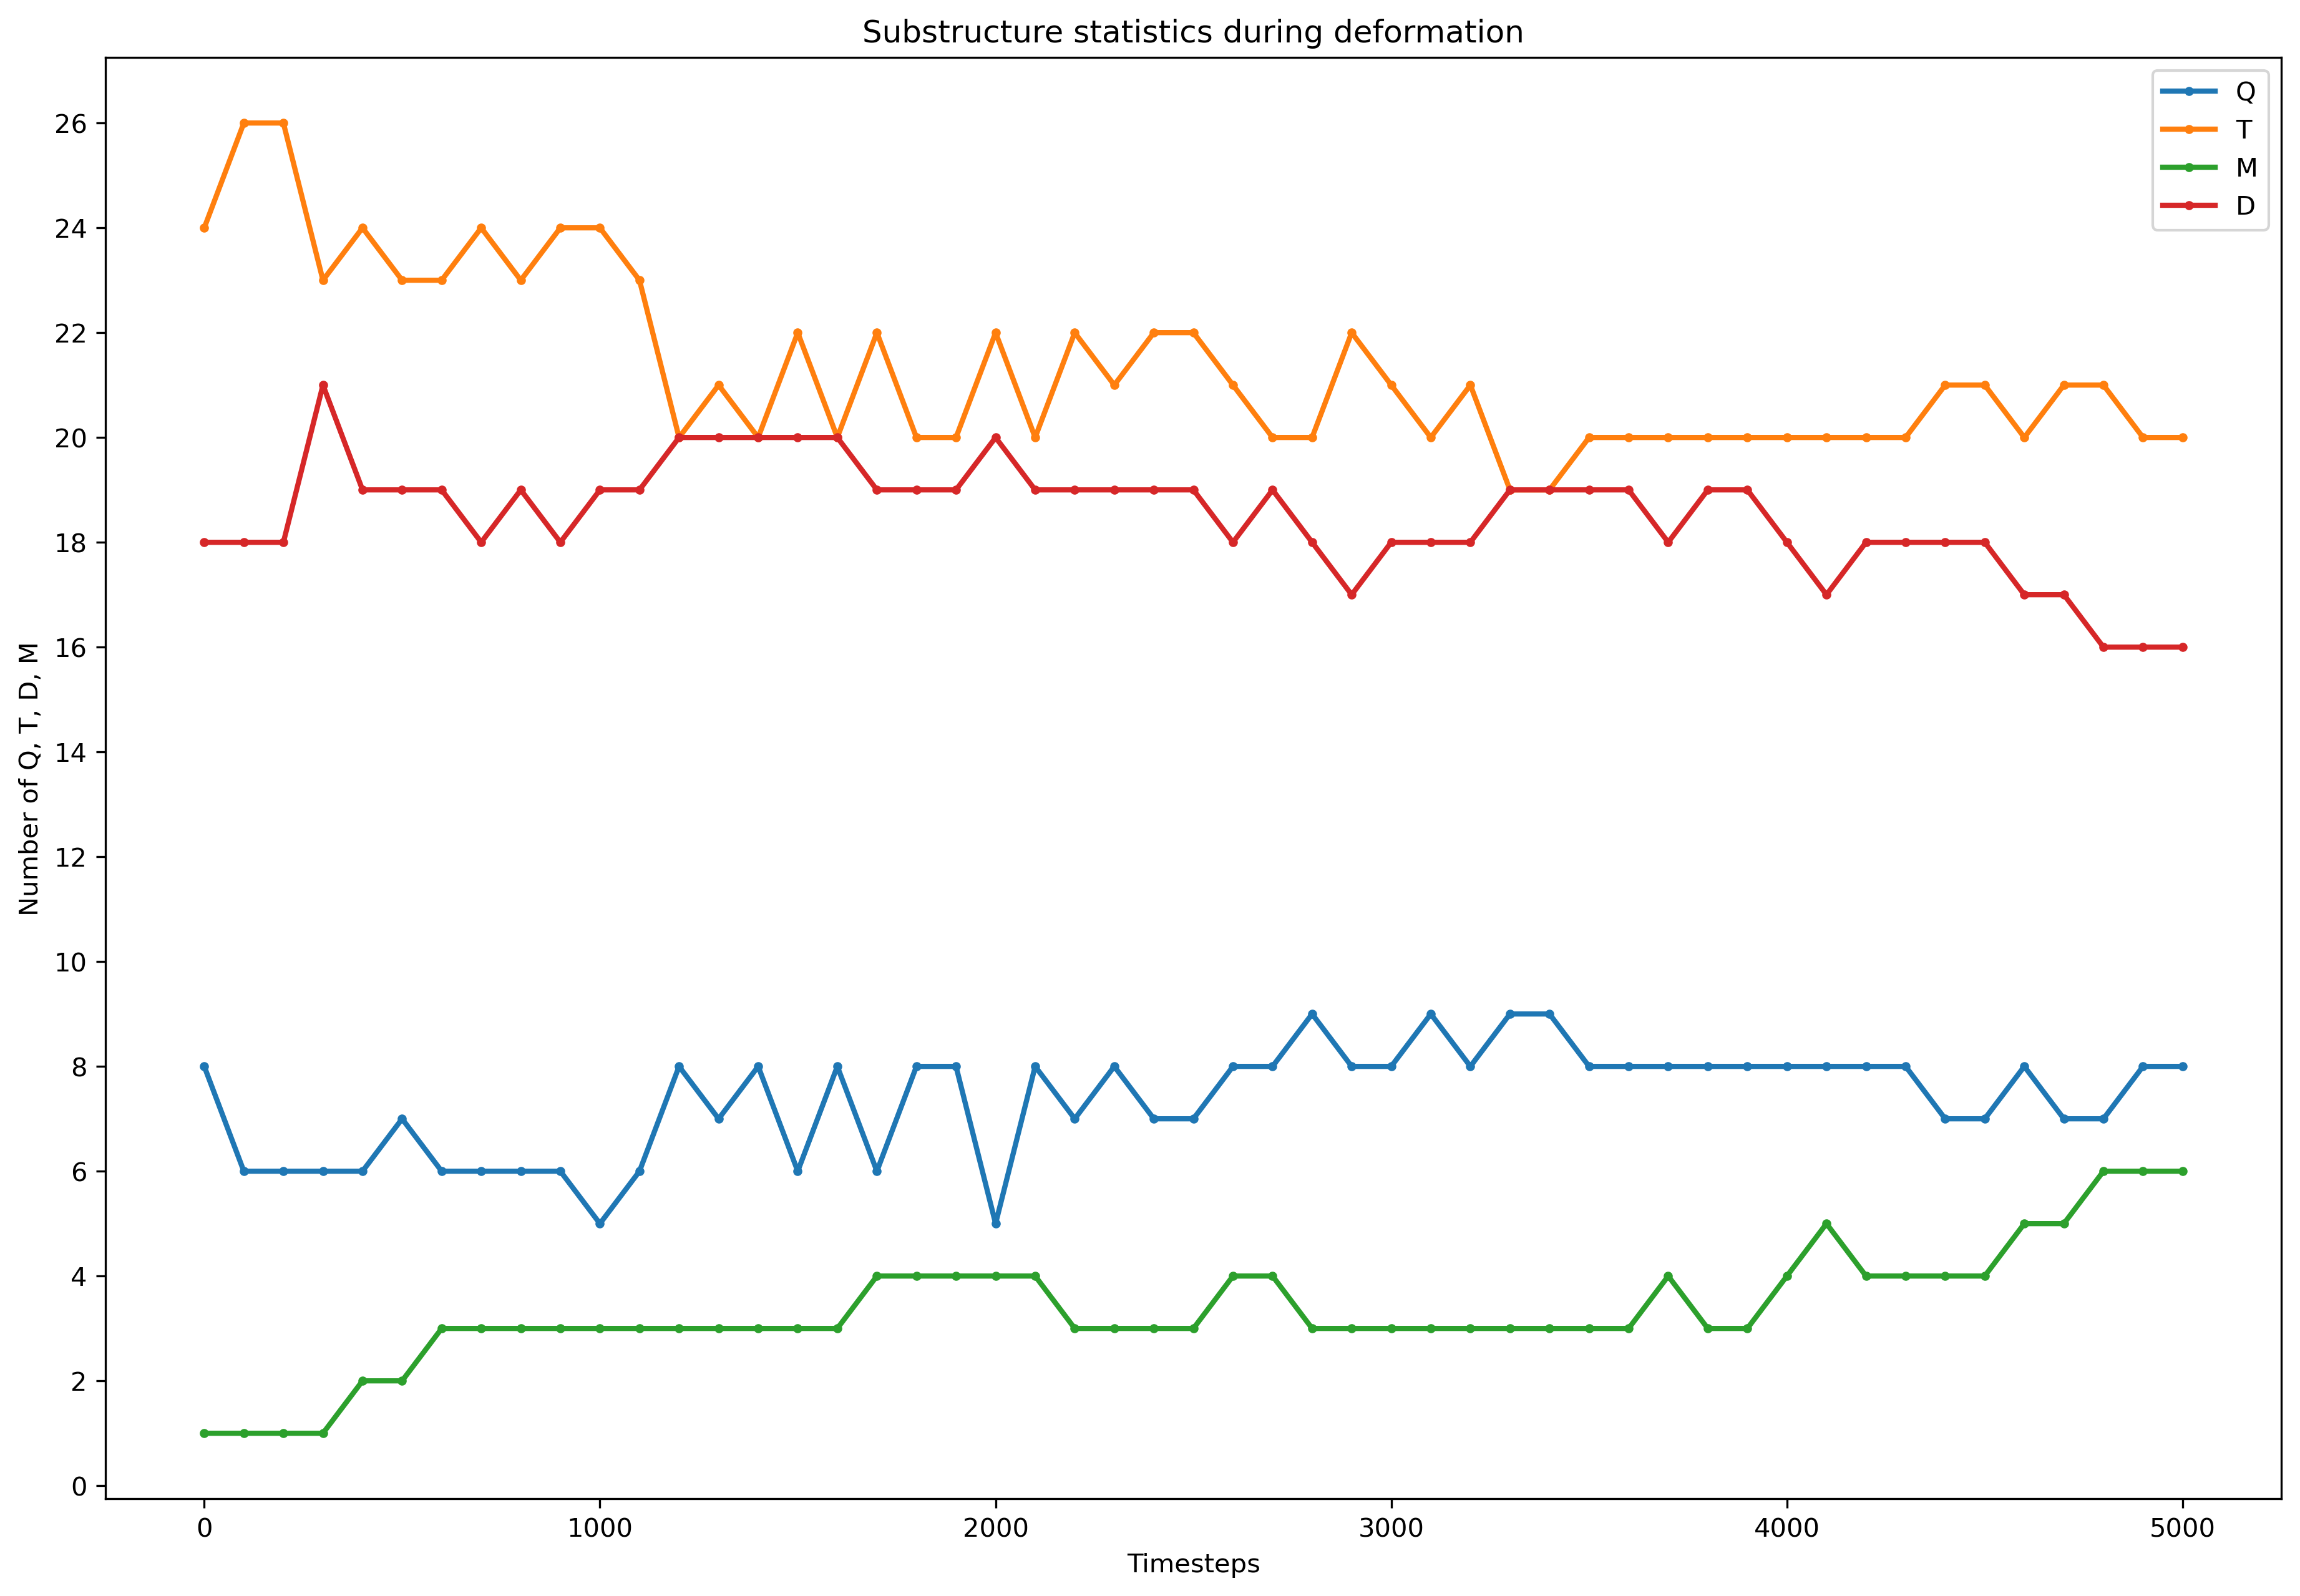 Substructure statistics during deformation
Q
T
M
D
Number of Q, T, D, M
26
24
22
20
18
16
14
12
10
8
6
4
2
0
0 1000 2000 3000 4000 5000
Timesteps